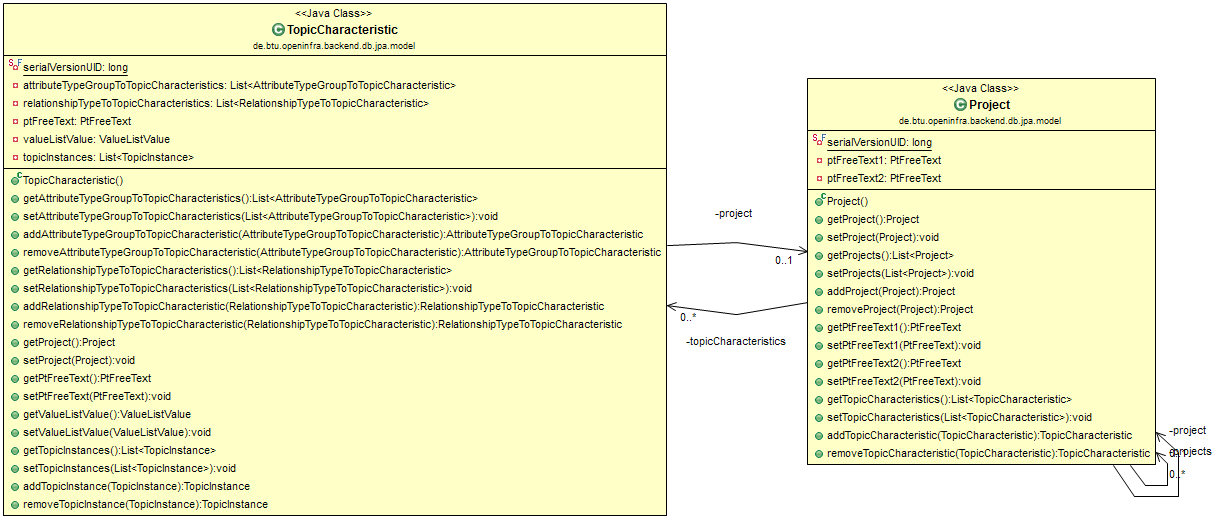 <<Java Class>>
TopicCharacteristic
de.btu.openinfra.backend.db.jpa.model
serialVersionUID: long
attributeTypeGroupToTopicCharacteristics: List<AttributeTypeGroupToTopicCharacteristic>
relationshipTypeToTopicCharacteristics: List<RelationshipTypeToTopicCharacteristic>
ptFreeText: PtFreeText
valueListValue: ValueListValue
topicInstances: List<TopicInstance>
TopicCharacteristic()
getAttributeTypeGroupToTopicCharacteristics():List<AttributeTypeGroupToTopicCharacteristic>
setAttributeTypeGroupToTopicCharacteristics(List<AttributeTypeGroupToTopicCharacteristic>):void
addAttributeTypeGroupToTopicCharacteristic(AttributeTypeGroupToTopicCharacteristic):AttributeTypeGroupToTopicCharacteristic
removeAttributeTypeGroupToTopicCharacteristic(AttributeTypeGroupToTopicCharacteristic):AttributeTypeGroupToTopicCharacteristic
getRelationshipTypeToTopicCharacteristics():List<RelationshipTypeToTopicCharacteristic>
setRelationshipTypeToTopicCharacteristics(List<RelationshipTypeToTopicCharacteristic>):void
addRelationshipTypeToTopicCharacteristic(RelationshipTypeToTopicCharacteristic):RelationshipTypeToTopicCharacteristic
removeRelationshipTypeToTopicCharacteristic(RelationshipTypeToTopicCharacteristic):RelationshipTypeToTopicCharacteristic
getProject():Project
setProject(Project):void
getPtFreeText():PtFreeText
setPtFreeText(PtFreeText):void
getValueListValue():ValueListValue
setValueListValue(ValueListValue):void
getTopicInstances():List<TopicInstance>
setTopicInstances(List<TopicInstance>):void
addTopicInstance(TopicInstance):TopicInstance
removeTopicInstance(TopicInstance):TopicInstance
-project
0..1
0..*
-topicCharacteristics
<<Java Class>>
Project
de.btu.openinfra.backend.db.jpa.model
serialVersionUID: long
ptFreeText1: PtFreeText
ptFreeText2: PtFreeText
Project()
getProject():Project
setProject(Project):void
getProjects():List<Project>
setProjects(List<Project>):void
addProject(Project):Project
removeProject(Project):Project
getPtFreeText1():PtFreeText
setPtFreeText1(PtFreeText):void
getPtFreeText2():PtFreeText
setPtFreeText2(PtFreeText):void
getTopicCharacteristics():List<TopicCharacteristic>
setTopicCharacteristics(List<TopicCharacteristic>):void
addTopicCharacteristic(TopicCharacteristic):TopicCharacteristic
removeTopicCharacteristic(TopicCharacteristic):TopicCharacteristic
-project
-projects
0..*